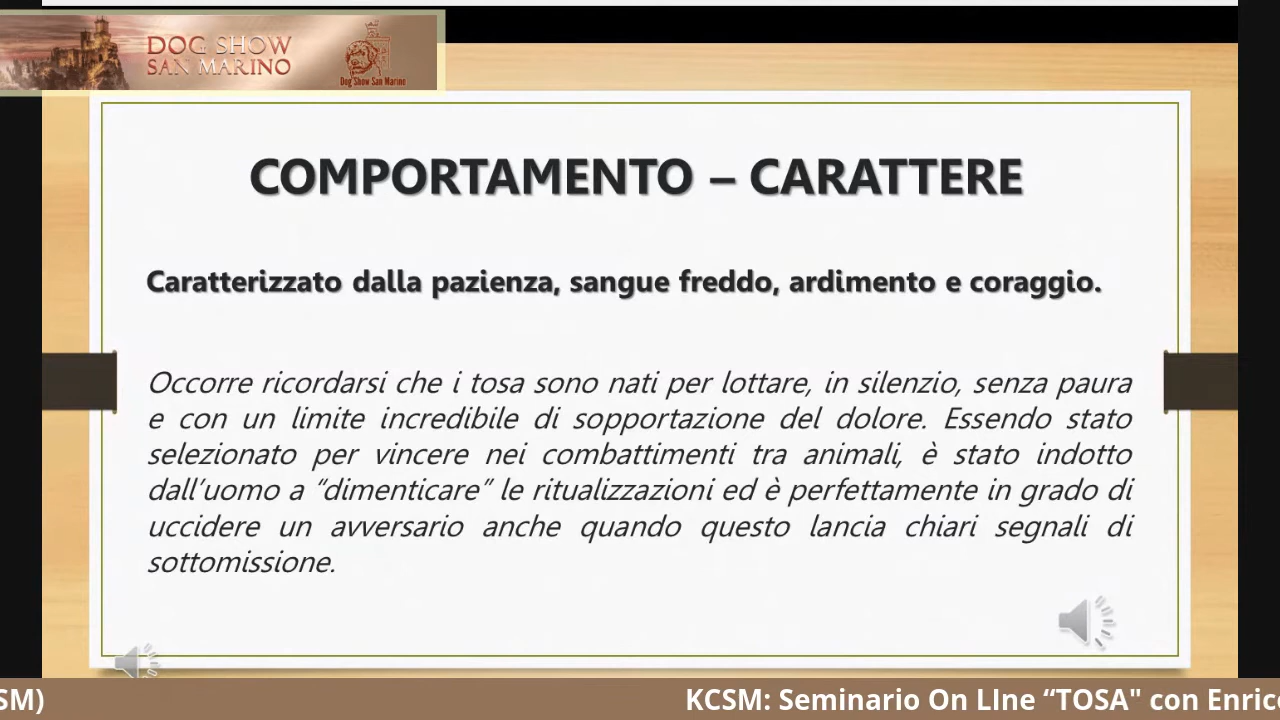 DOG SHOW
SAN MARINO
Dog Show San Marino
COMPORTAMENTO – CARATTERE
Caratterizzato dalla pazienza, sangue freddo, ardimento e coraggio.
Occorre ricordarsi che i tosa sono nati per lottare, in silenzio, senza paura
e con un limite incredibile di sopportazione del dolore. Essendo stato
selezionato per vincere nei combattimenti tra animali, è stato indotto
dall’uomo a “dimenticare” le ritualizzazioni ed è perfettamente in grado di
uccidere un avversario anche quando questo lancia chiari segnali di
sottomissione.
SM) KCSM: Seminario On LIne “TOSA" con Enric